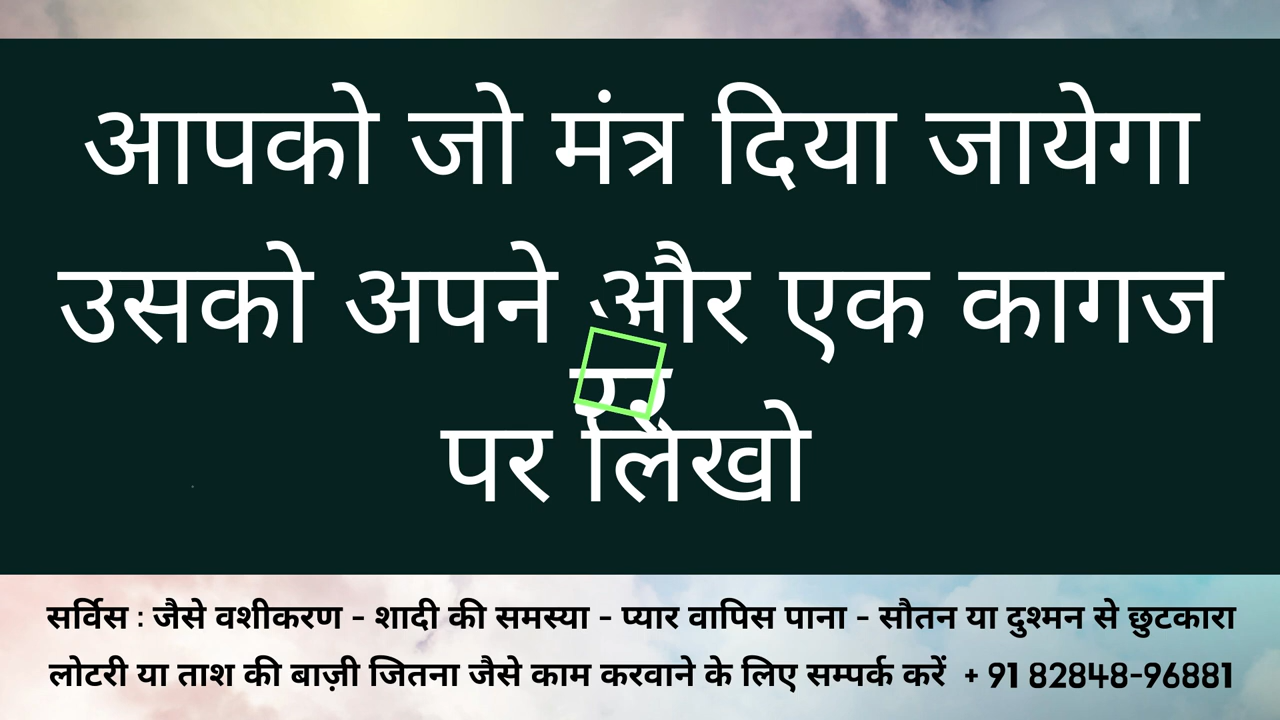 आपको जो मंत्र दिया जायेगा
उसको अपने और एक कागज
पर लिखो
सर्विस : जैसे वशीकरण - शादी की समस्या - प्यार वापिस पाना - सौतन या दुश्मन से छुटकारा
लोटरी या ताश की बाज़ी जितना जैसे काम करवाने के लिए सम्पर्क करें + 91 82848-96881